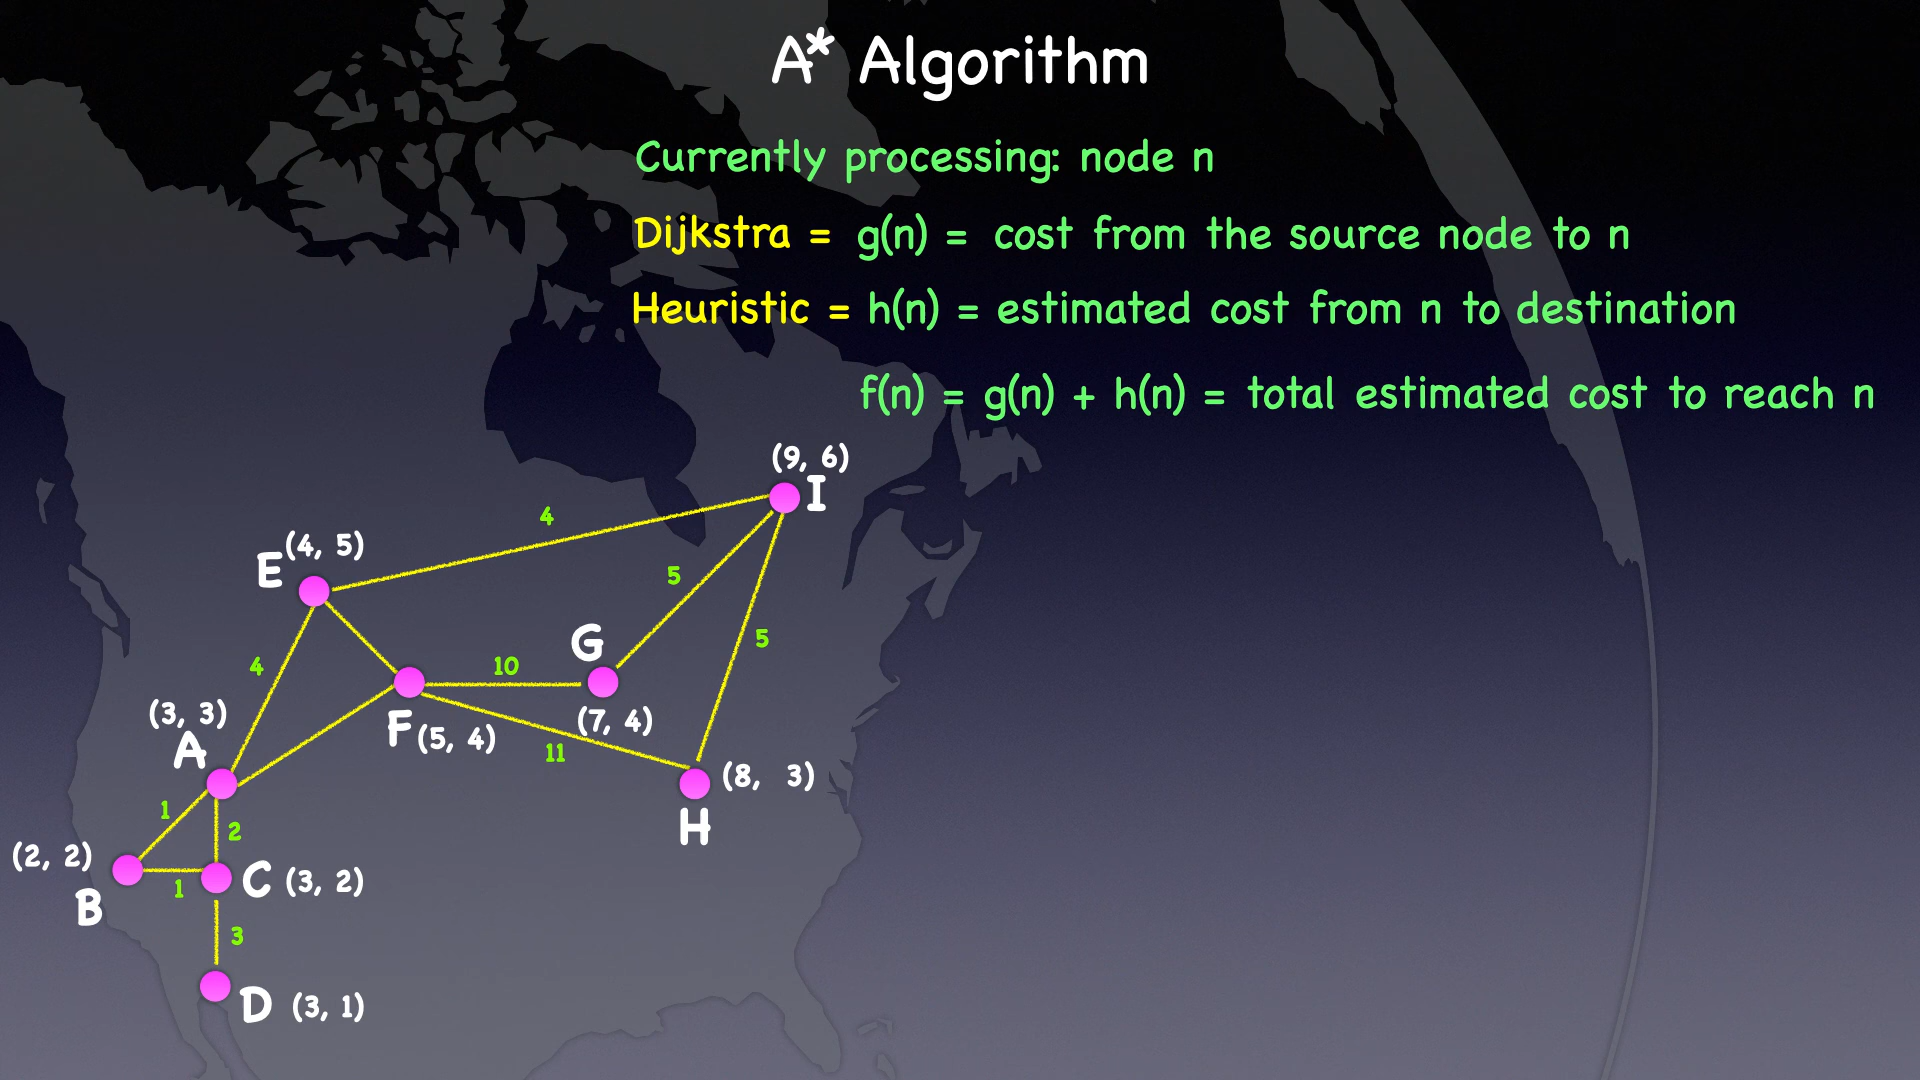 A* Algorithm
Currently processing: node n
Dijkstra = g(n) = cost from the source node to n
Heuristic = h(n) = estimated cost from n to destination
f(n) = g(n) + h(n) = total estimated cost to reach n
(9, 6)
I
4
E (4, 5)
5
G
5
4
10
(3, 3)
A
F (5, 4)
(7, 4)
11
(8, 3)
H
1
2
(2, 2)
B
1
C (3, 2)
3
D (3, 1)